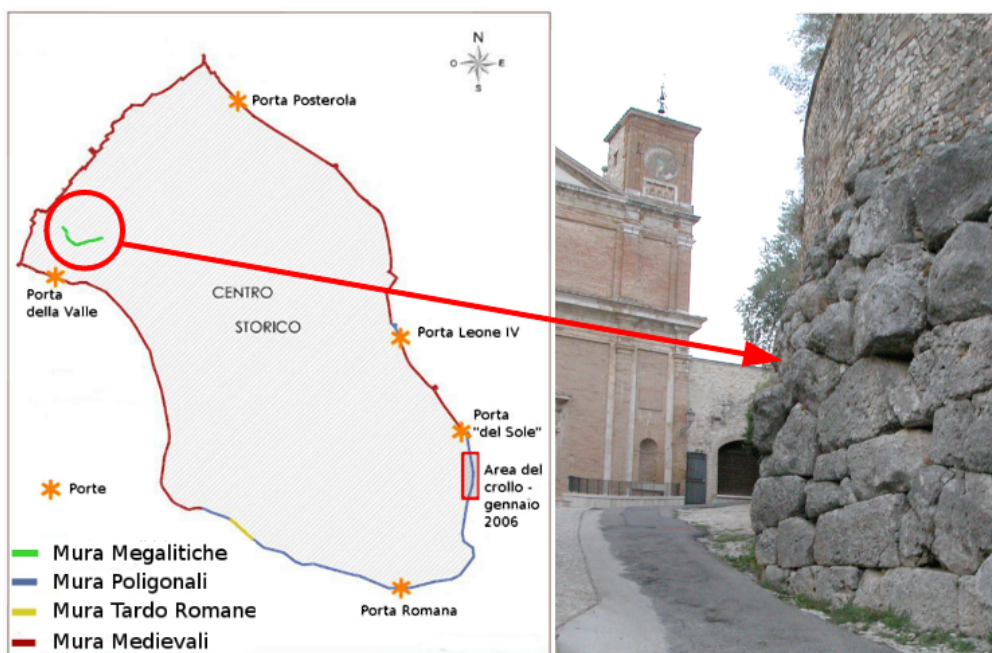 N
O
E
S
Porta Posterola
Porta
della Valle
CENTRO
STORICO
Porta Leone IV
Porta
"del Sole"
Area del
crollo -
gennaio
2006
Porte
Mura Megalitiche
Mura Poligonali
Mura Tardo Romane
Mura Medievali
Porta Romana